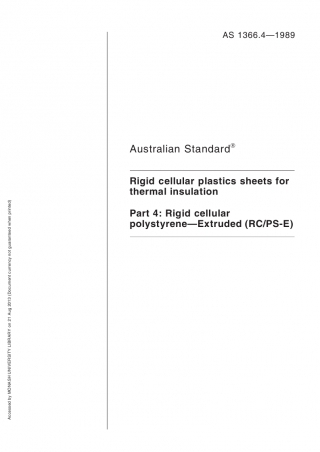 AS 1366.4—1989
Australian Standard®
Rigid cellular plastics sheets for
thermal insulation
Part 4: Rigid cellular
polystyrene—Extruded (RC/PS-E)
Accessed by MONASH UNIVERSITY LIBRARY on 21 Aug 2013 (Document currency not guaranteed when printed)